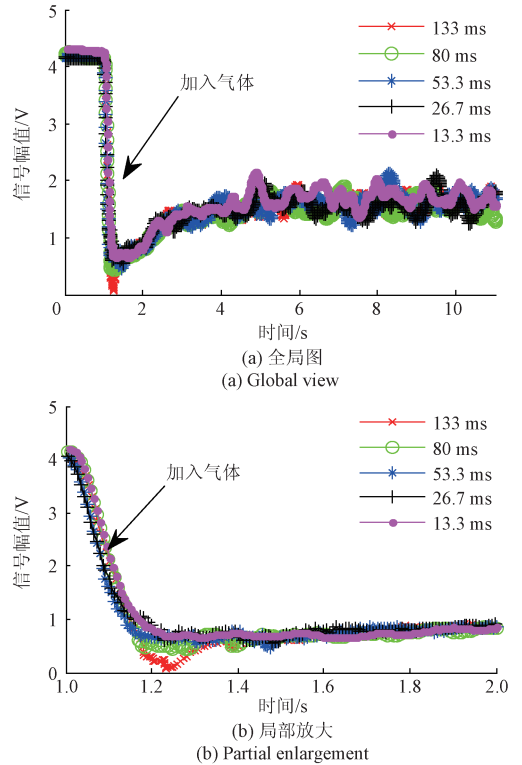 5
4
3
2
1
0
2
4
6
8
10
信号幅值/V
时间/s
加入气体
133 ms
80 ms
53.3 ms
26.7 ms
13.3 ms
(a) 全局图
(a) Global view
5
4
3
2
1
0
1.0
1.2
1.4
1.6
1.8
2.0
信号幅值/V
时间/s
加入气体
133 ms
80 ms
53.3 ms
26.7 ms
13.3 ms
(b) 局部放大
(b) Partial enlargement